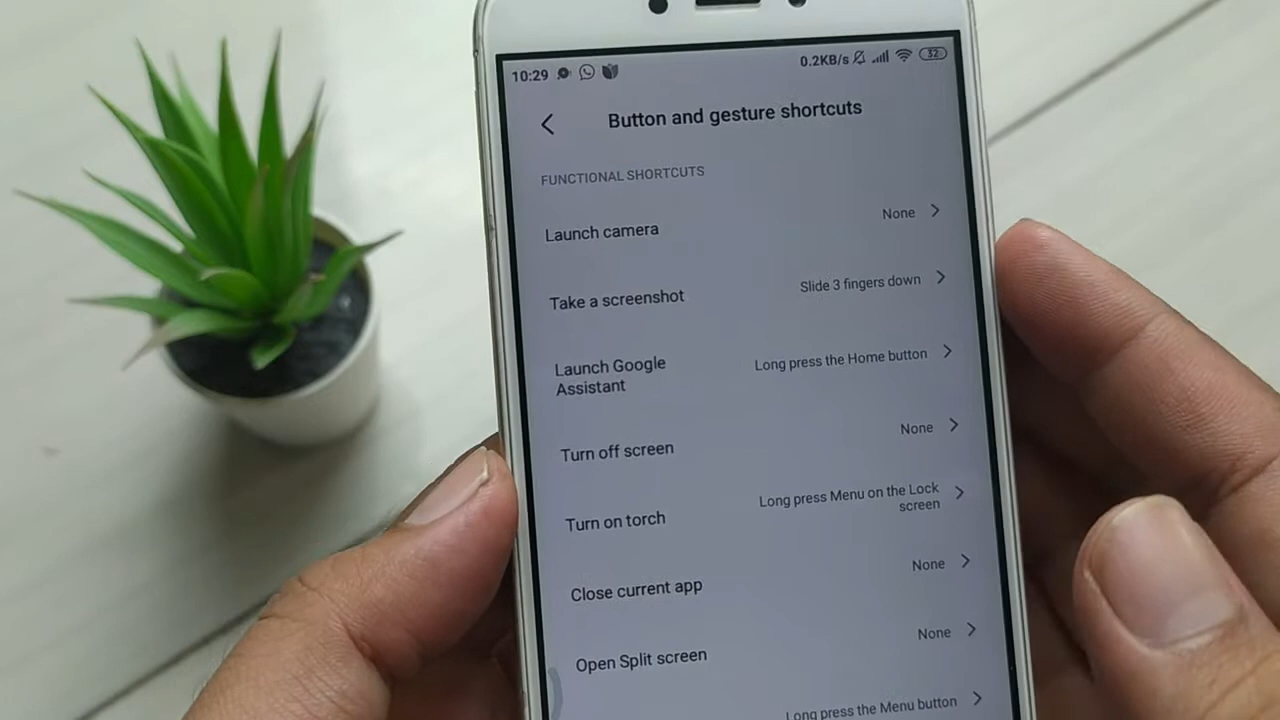 10:29 0.2KB/s 32
Button and gesture shortcuts
FUNCTIONAL SHORTCUTS
Launch camera None
Take a screenshot Slide 3 fingers down
Launch Google Assistant Long press the Home button
Turn off screen None
Turn on torch Long press Menu on the Lock screen
Close current app None
Open Split screen None
Long press the Menu button